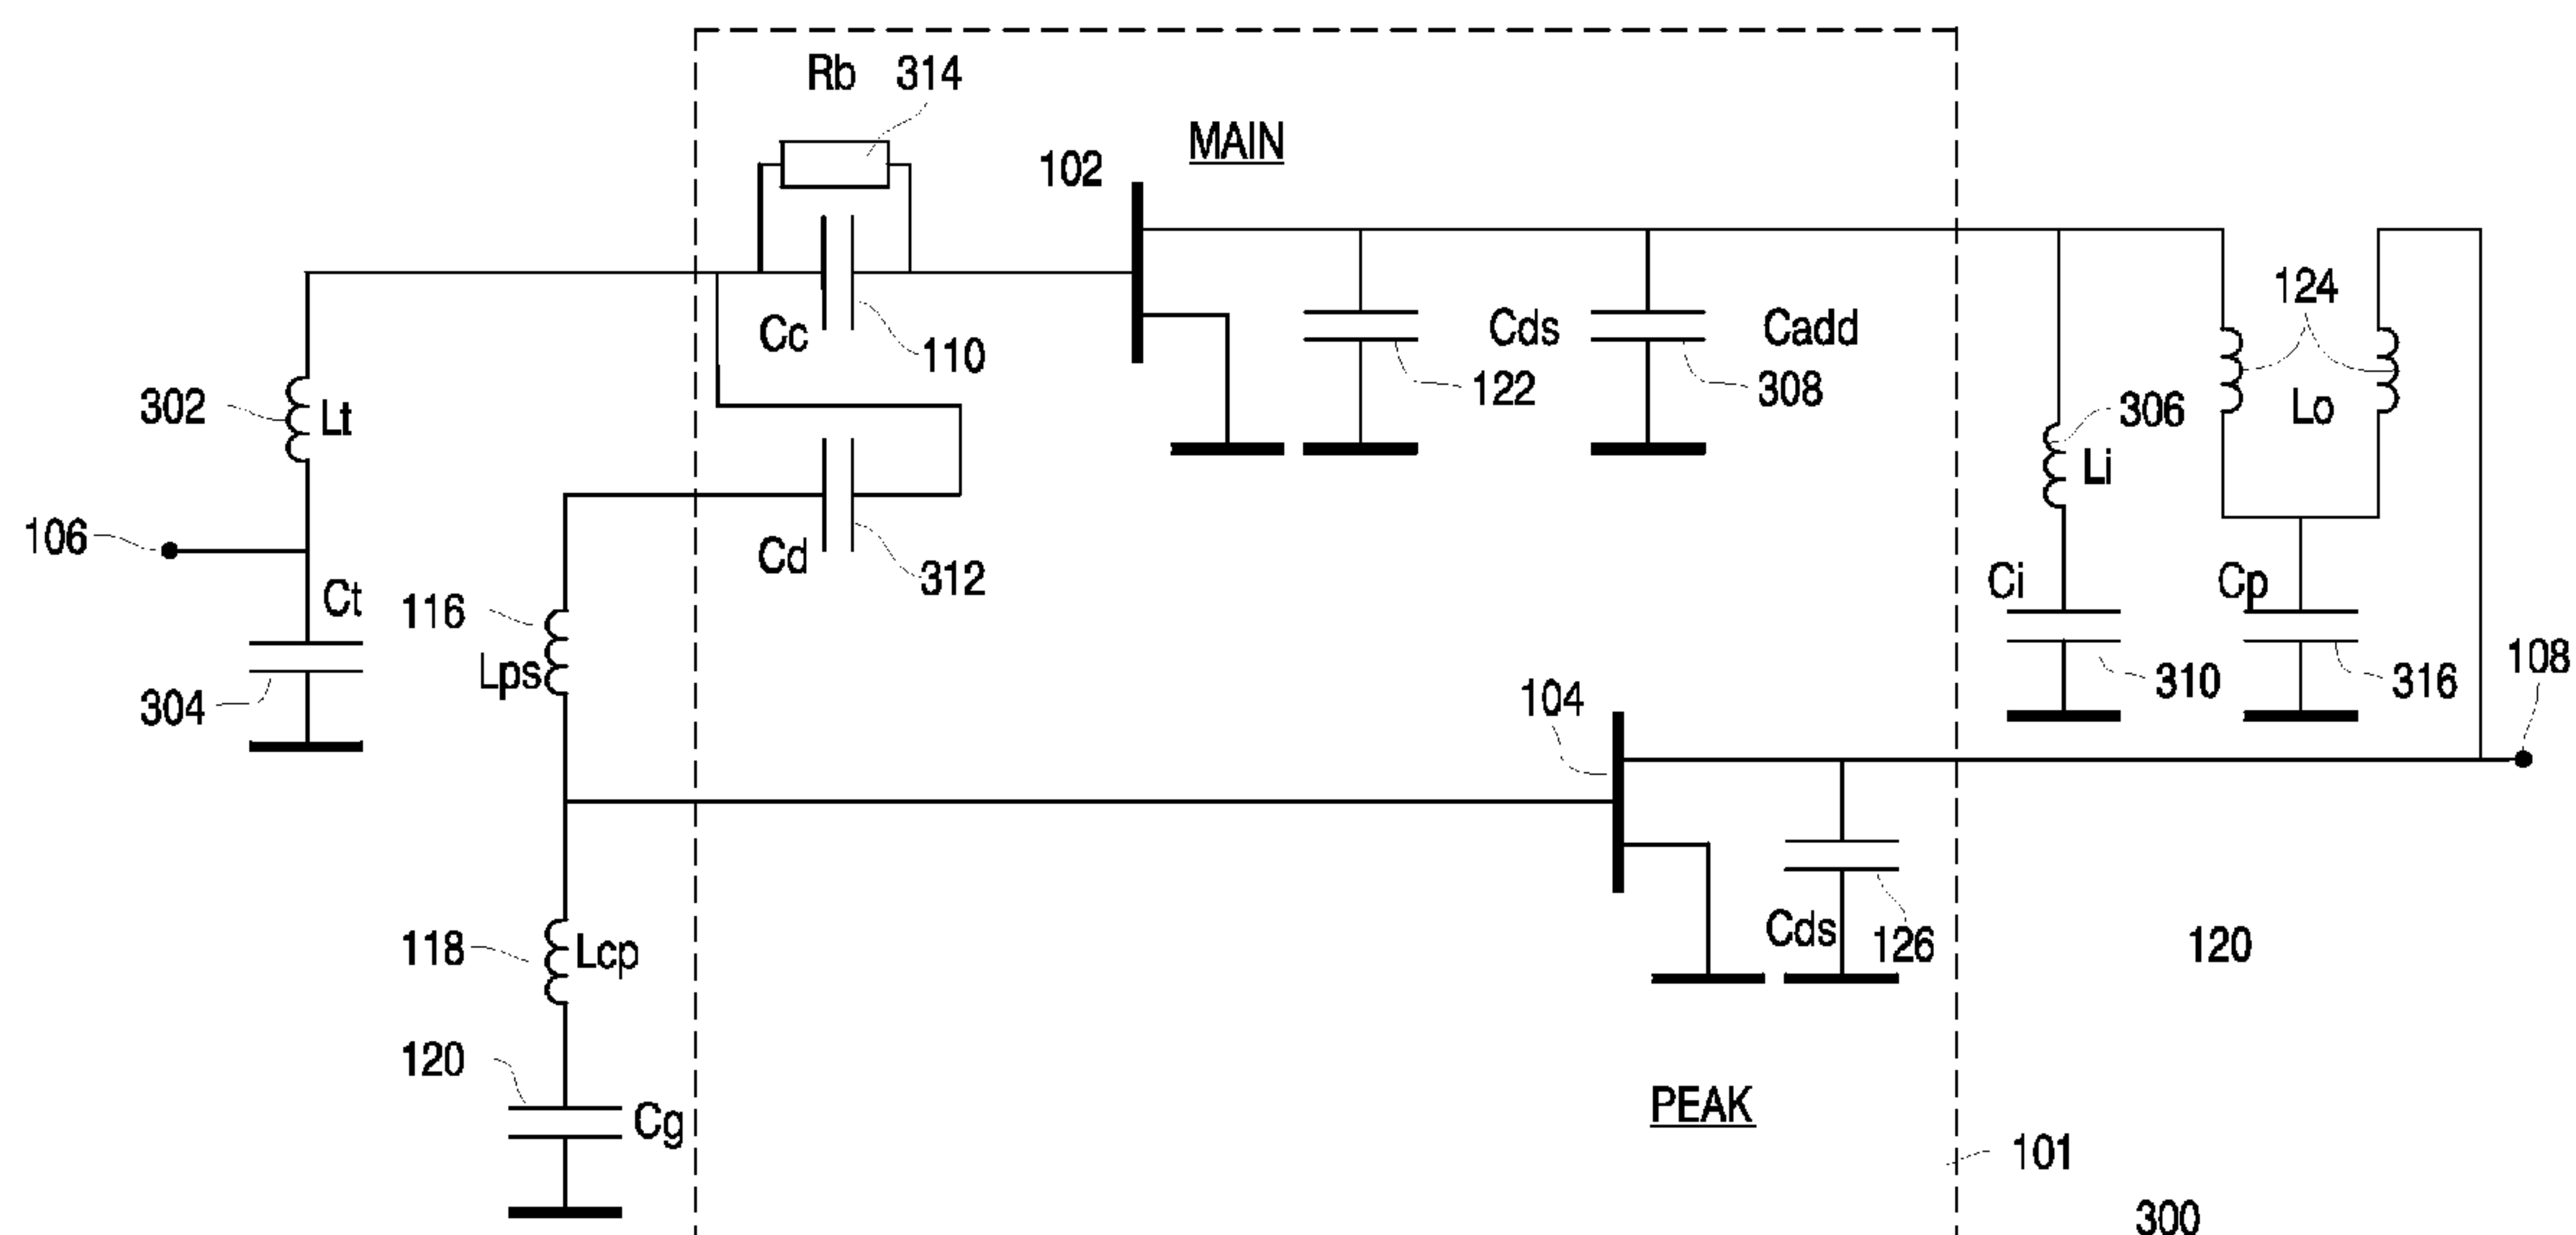 Rb 314
MAIN
102
124
Cc
110
Cds
122
Cadd
308
302
Lt
306
Li
Lo
106
Ct
Cd
312
116
Ci
Cp
Lps
304
104
310
316
108
118
Lcp
Cds
126
120
120
Cg
PEAK
101
300